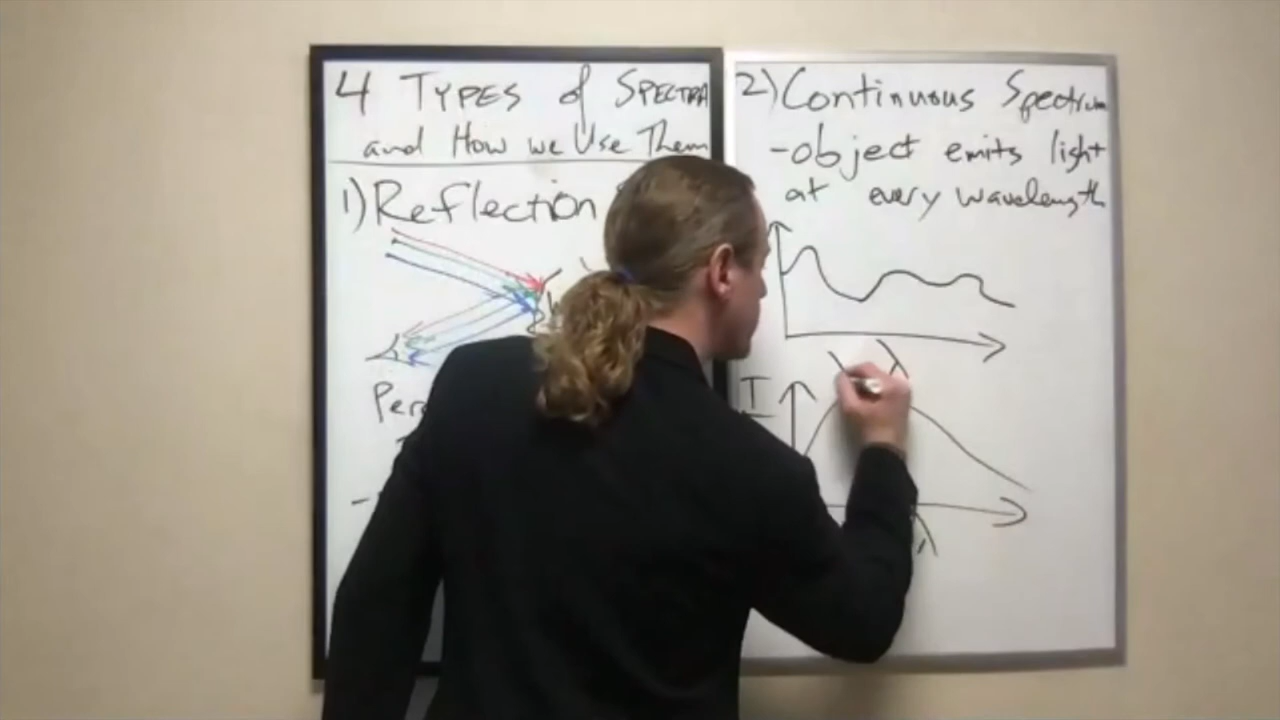 4 TYPES of SPECTRA
and How we Use Them
1) Reflection
Per
2) Continuous Spectrum
-object emits light
at every wavelength
λ
I
λ